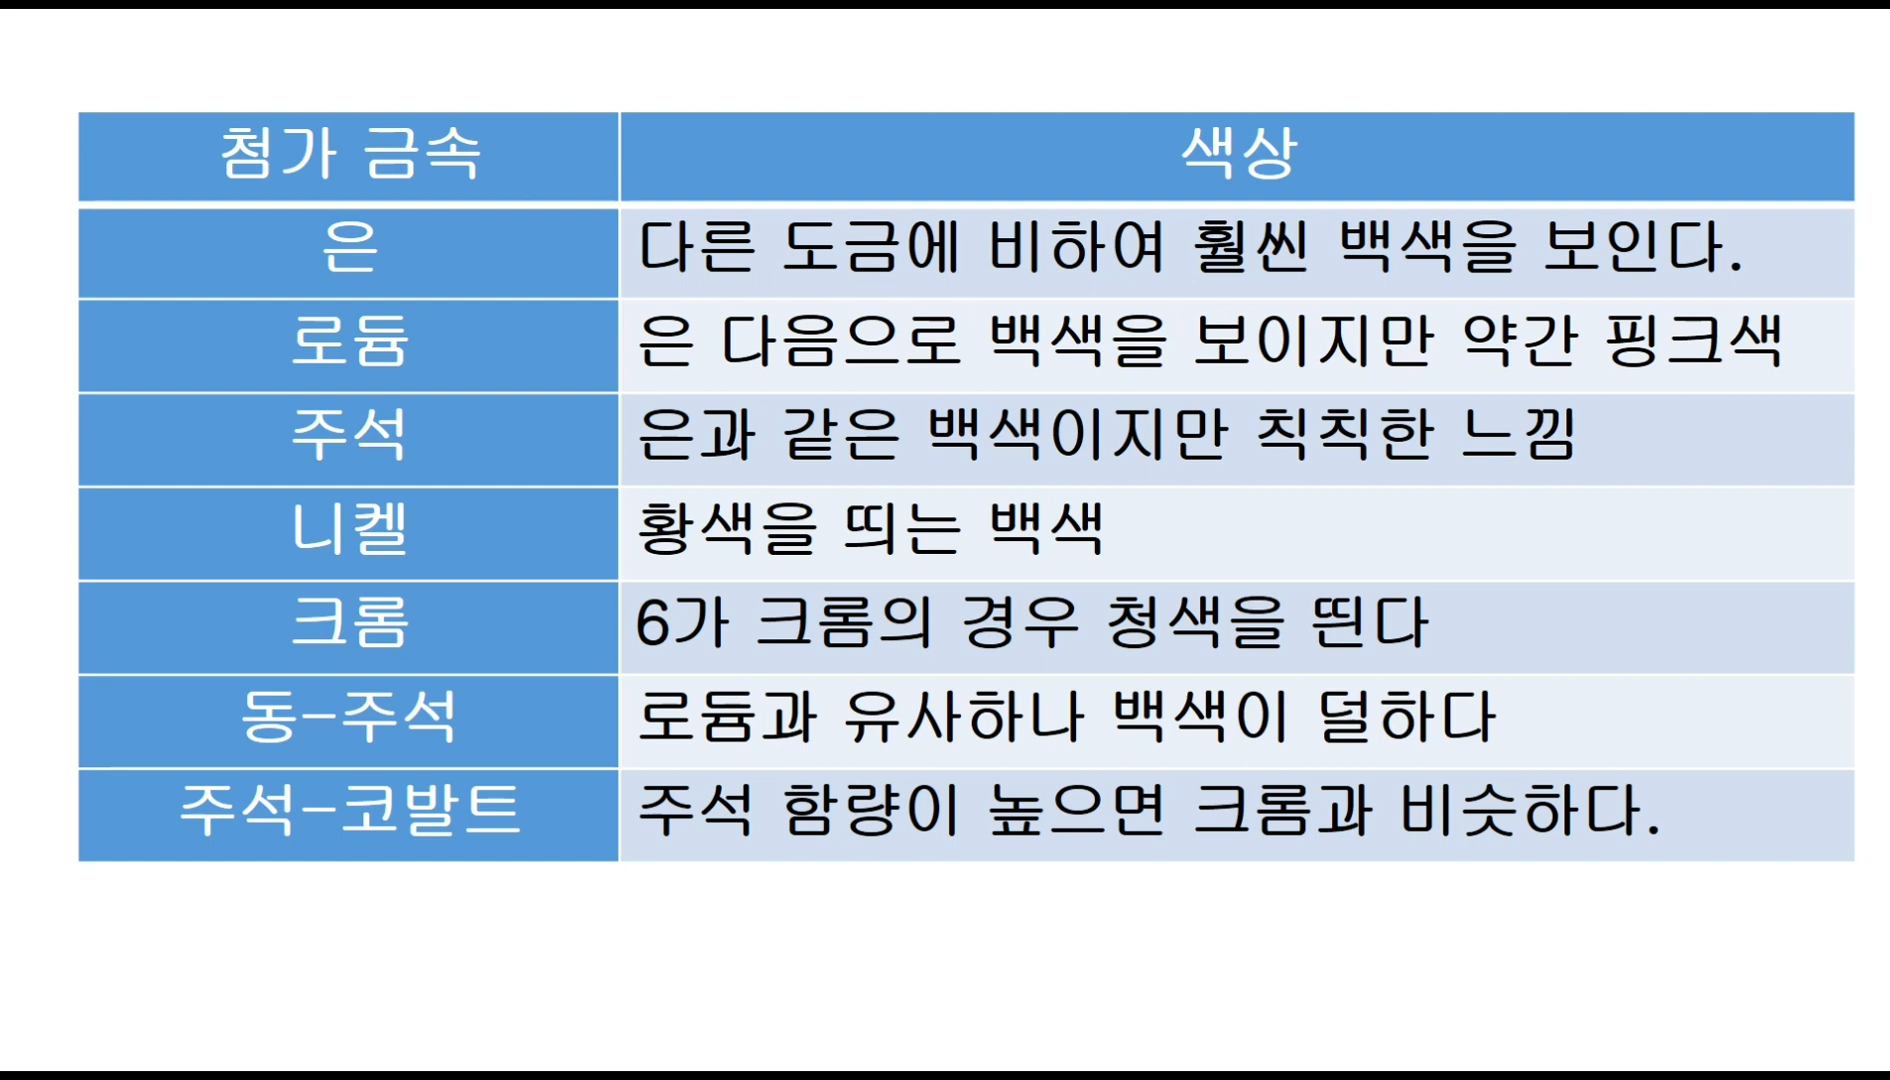 첨가 금속
색상
은
다른 도금에 비하여 훨씬 백색을 보인다.
로듐
은 다음으로 백색을 보이지만 약간 핑크색
주석
은과 같은 백색이지만 칙칙한 느낌
니켈
황색을 띄는 백색
크롬
6가 크롬의 경우 청색을 띈다
동-주석
로듐과 유사하나 백색이 덜하다
주석-코발트
주석 함량이 높으면 크롬과 비슷하다.